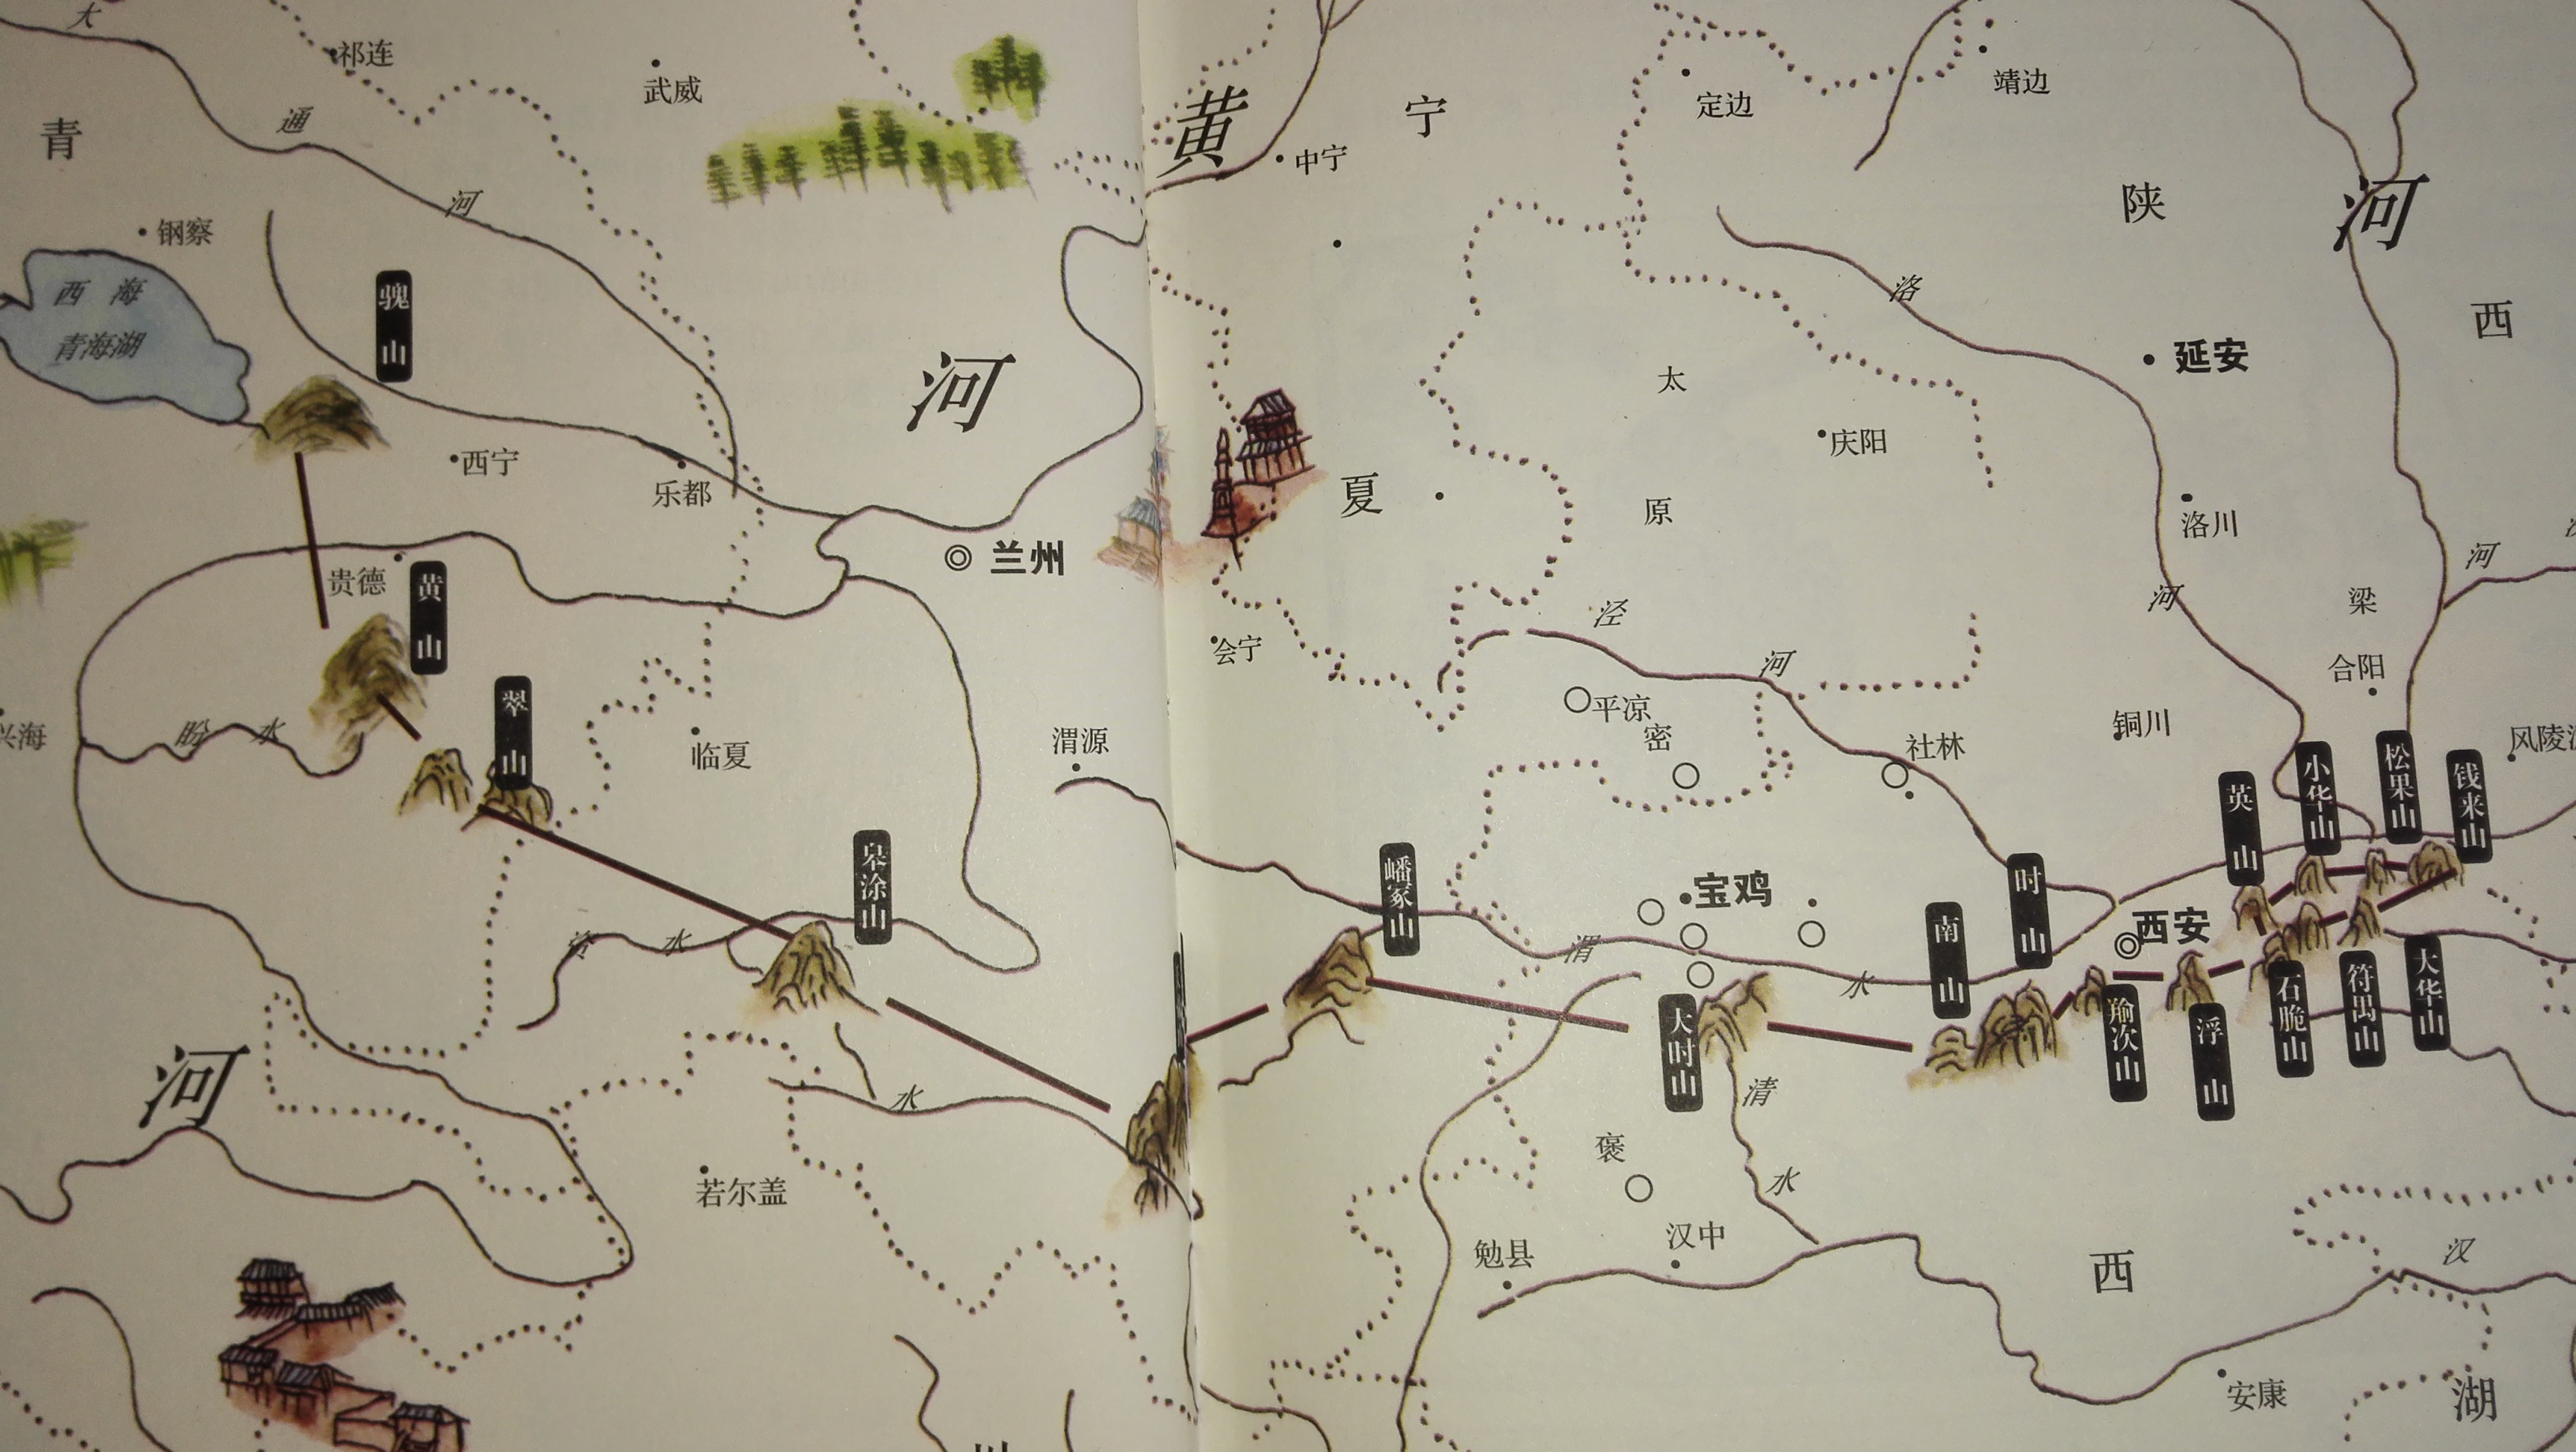 大
通
河
祁连
武威
青
钢察
西 海
青海湖
騩山
西宁
乐都
河
兰州
贵德
黄山
翠山
兴海
盼 水
临夏
渭源
皋涂山
水
河
水
若尔盖
黄
中宁
宁
定边
靖边
陕
河
西
洛
河
延安
太
原
庆阳
夏
洛川
河
梁
合阳
会宁
泾
河
平凉
密
社林
铜川
风陵
嶓冢山
宝鸡
渭
水
大时山
南山
时山
西安
英山
小华山
松果山
钱来山
羭次山
浮山
石脆山
符禺山
大华山
清
水
褒
勉县
汉中
西
汉
安康
湖